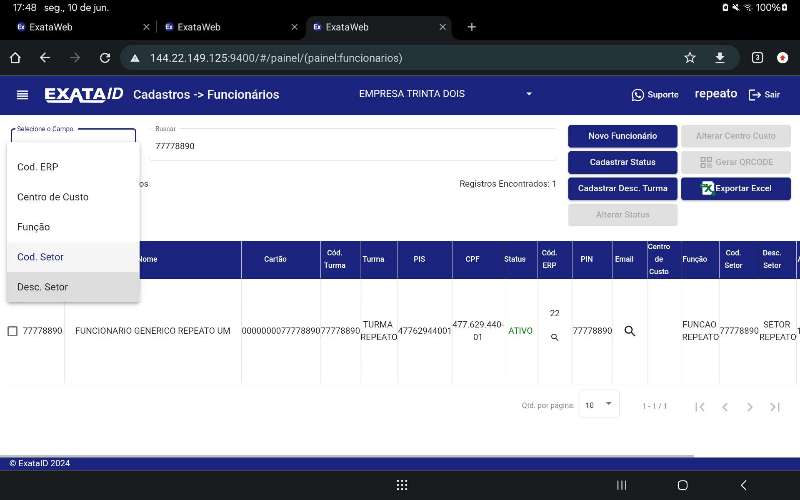 17:48 seg., 10 de jun. 100%
ExataWeb ExataWeb ExataWeb
144.22.149.125:9400/#/painel/(painel:funcionarios) 3
EXATAID Cadastros -> Funcionários EMPRESA TRINTA DOIS Suporte repeato Sair
Selecione o Campo Buscar
77778890
Novo Funcionário Alterar Centro Custo
Cadastrar Status Gerar QRCODE
Cadastrar Desc. Turma Exportar Excel
Alterar Status
os Registros Encontrados: 1
Cod. ERP
Centro de Custo
Função
Cod. Setor
Desc. Setor
Nome Cartão Cód. Turma Turma PIS CPF Status Cód. ERP PIN Email Centro de Custo Função Cod. Setor Desc. Setor
77778890 FUNCIONARIO GENERICO REPEATO UM 0000000077778890 77778890 TURMA REPEATO 47762944001 477.629.440-01 ATIVO 22 77778890 FUNCAO REPEATO 77778890 SETOR REPEATO
Qtd. por página: 10 1 - 1 / 1
© ExataID 2024